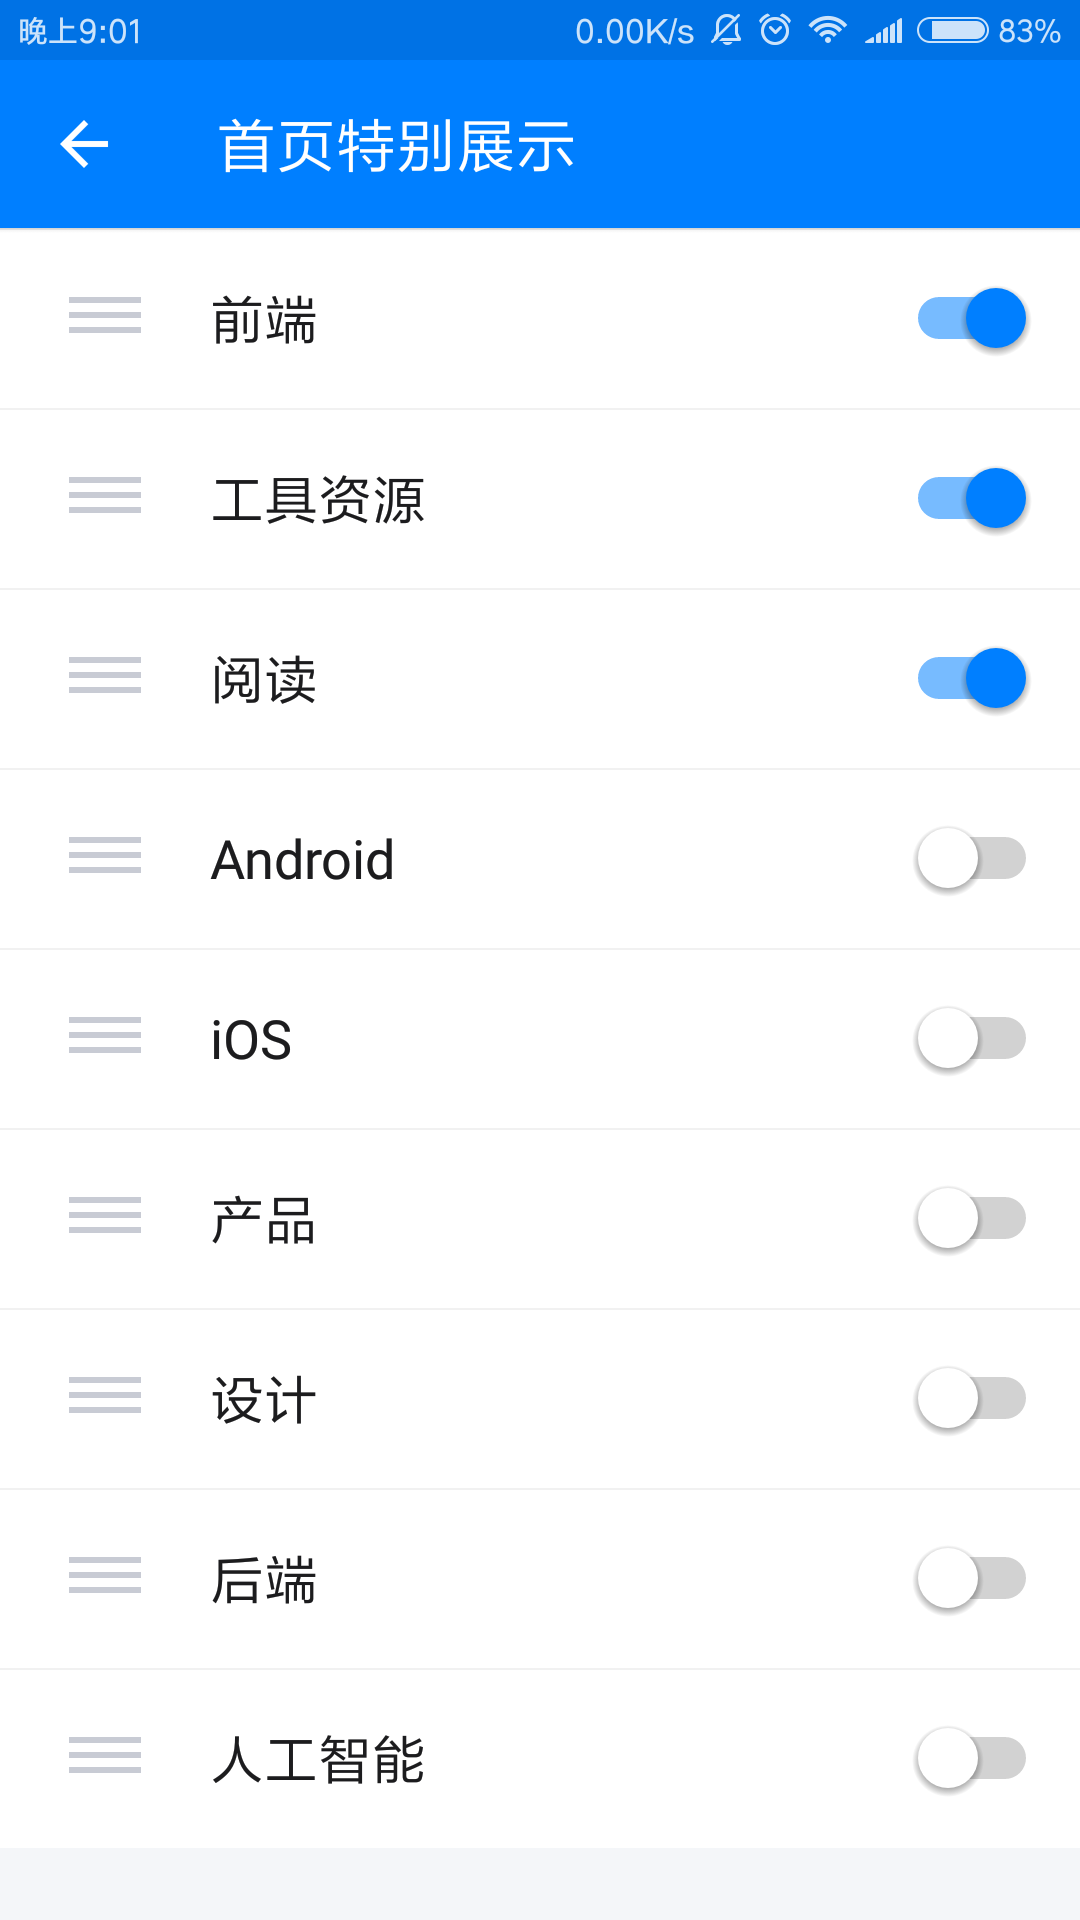 晚上9:01 0.00K/s 83%
首页特别展示
前端
工具资源
阅读
Android
iOS
产品
设计
后端
人工智能